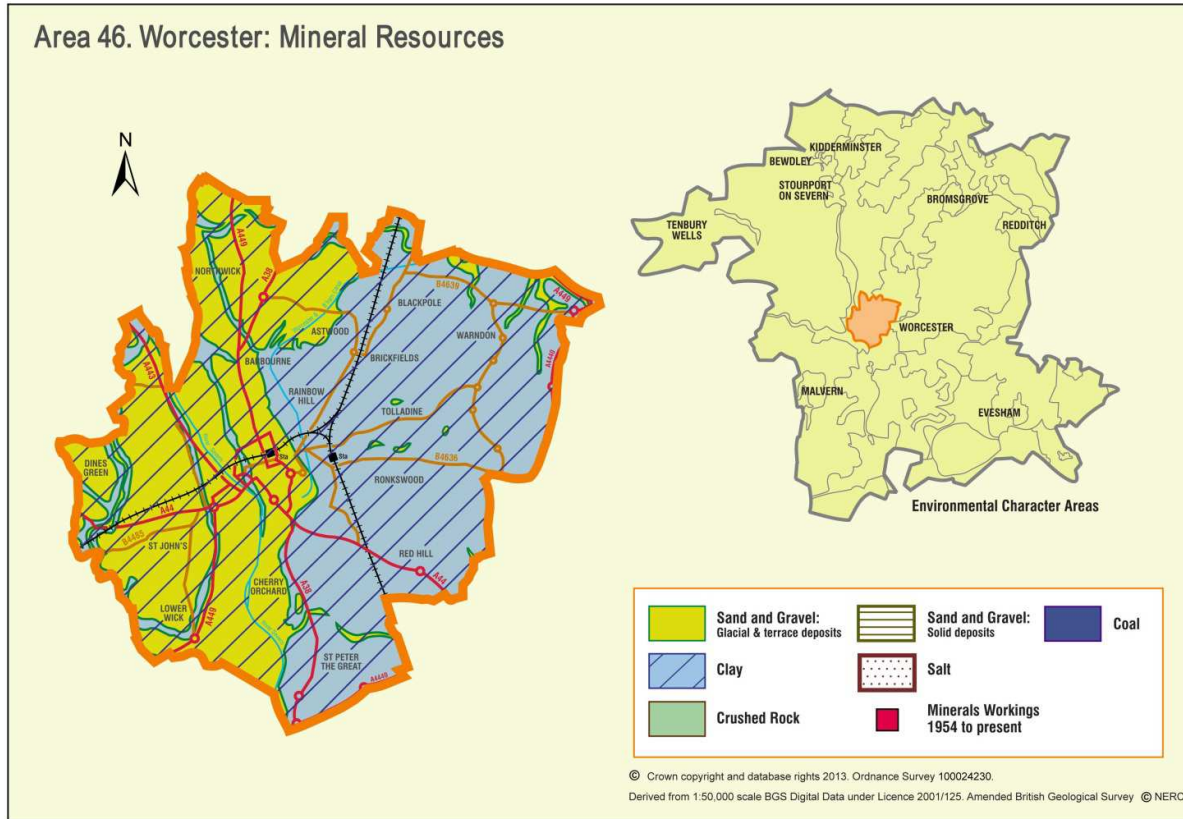 Area 46. Worcester: Mineral Resources
N
A449
A38
NORTHWICK
BLACKPOLE
B4639
A449
ASTWOOD
WARNDON
BARBOURNE
BRICKFIELDS
A443
RAINBOW
HILL
A4440
TOLLADINE
DINES
GREEN
Sta
Sta
B4636
RONKSWOOD
A44
B4485
ST JOHN'S
RED HILL
A44
CHERRY
ORCHARD
A38
LOWER
WICK
A449
ST PETER
THE GREAT
A4440
KIDDERMINSTER
BEWDLEY
STOURPORT
ON SEVERN
BROMSGROVE
TENBURY
WELLS
REDDITCH
WORCESTER
MALVERN
EVESHAM
Environmental Character Areas
Sand and Gravel:
Glacial & terrace deposits
Sand and Gravel:
Solid deposits
Coal
Clay
Salt
Crushed Rock
Minerals Workings
1954 to present
© Crown copyright and database rights 2013. Ordnance Survey 100024230.
Derived from 1:50,000 scale BGS Digital Data under Licence 2001/125. Amended British Geological Survey © NERC